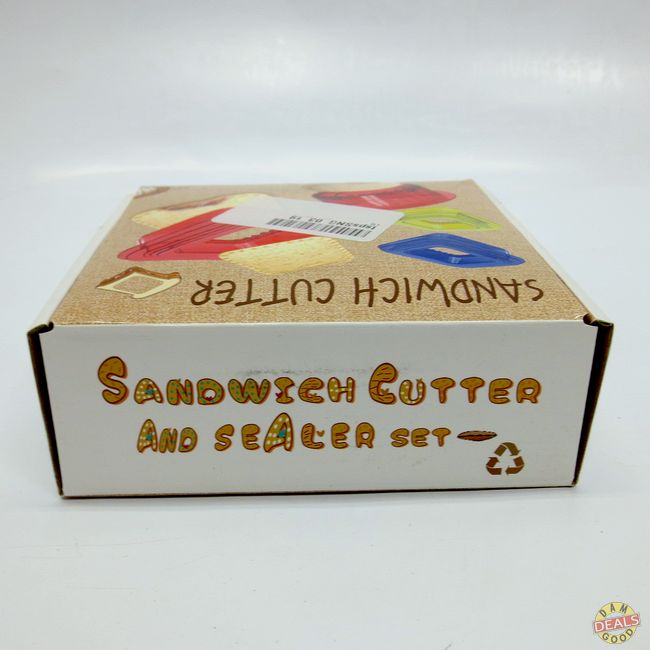 SANDWICH CUTTER
SANDWICH CUTTER
AND SEALER SET
DAM
DEALS
GOOD